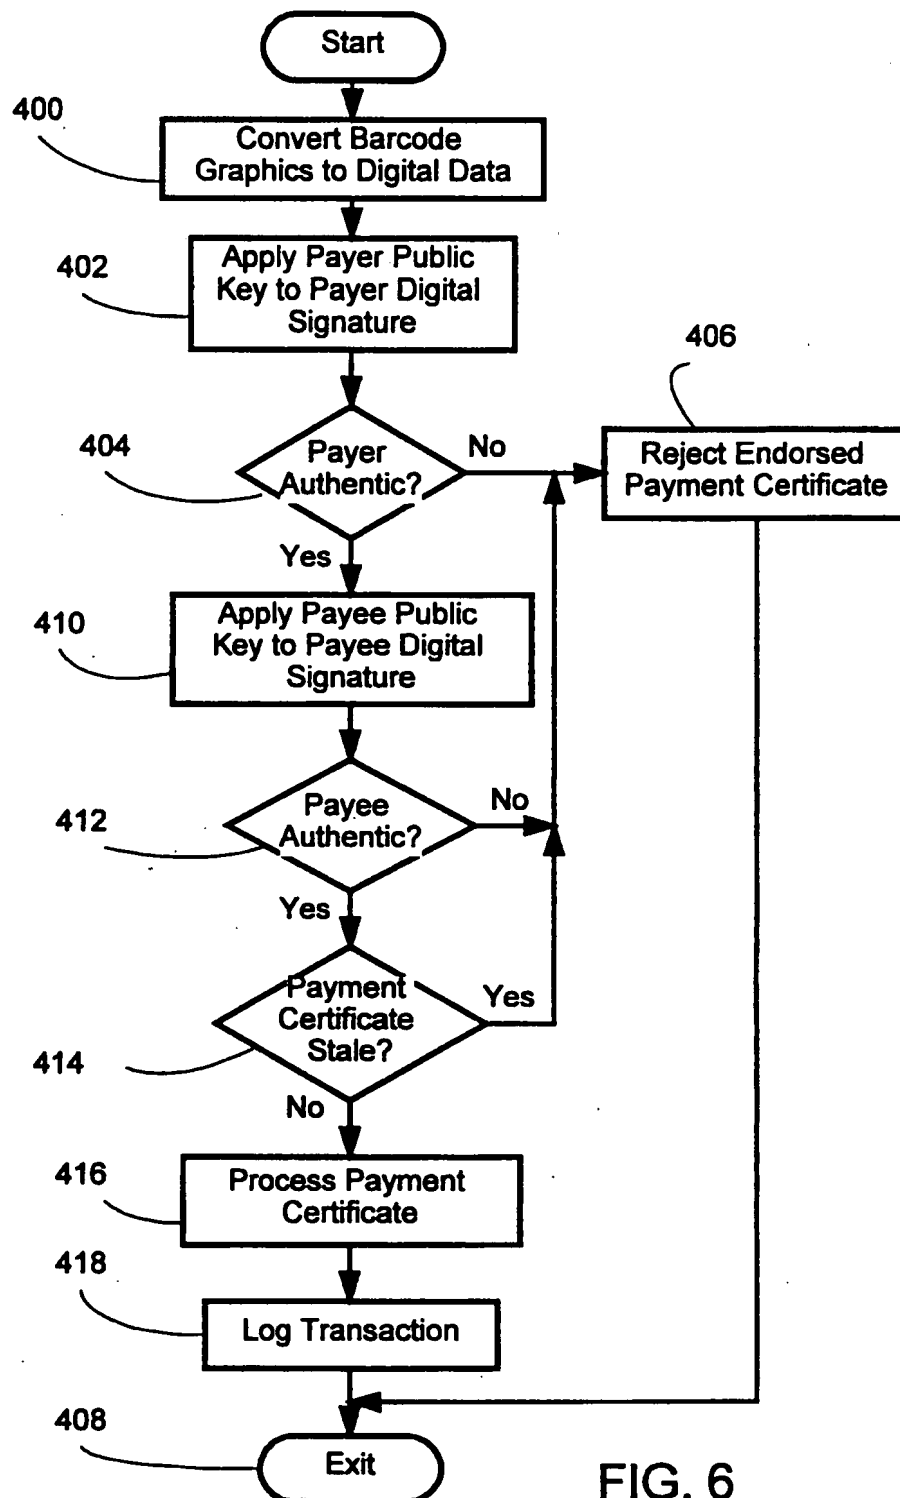 Start
400
Convert Barcode
Graphics to Digital Data
402
Apply Payer Public
Key to Payer Digital
Signature
406
404
Payer
Authentic?
No
Reject Endorsed
Payment Certificate
Yes
410
Apply Payee Public
Key to Payee Digital
Signature
412
Payee
Authentic?
No
Yes
414
Payment
Certificate
Stale?
Yes
No
416
Process Payment
Certificate
418
Log Transaction
408
Exit
FIG. 6